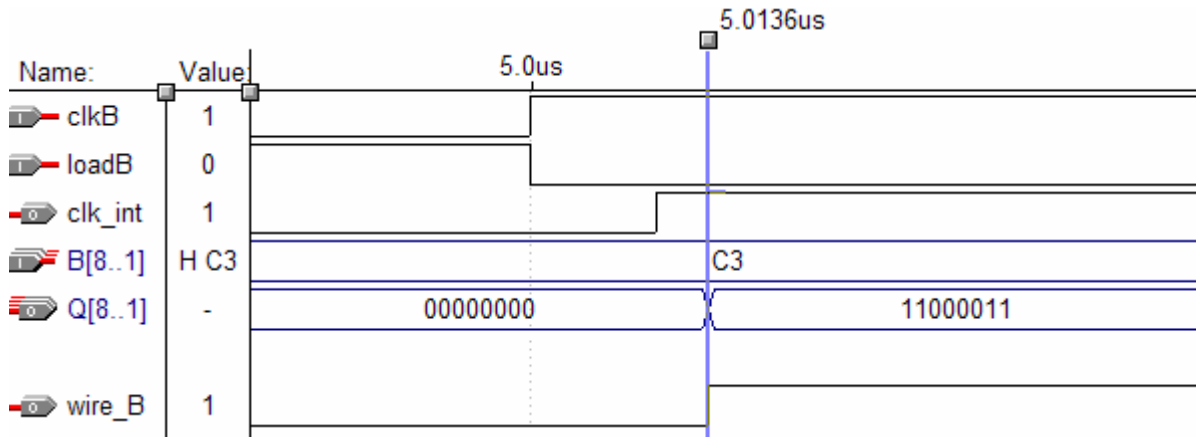 5.0136us
Name: Value: 5.0us
clkB 1
loadB 0
clk_int 1
B[8..1] H C3 C3
Q[8..1] - 00000000 11000011
wire_B 1